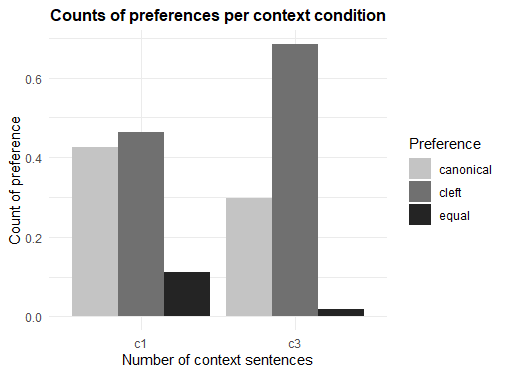 Counts of preferences per context condition
Count of preference
0.6
0.4
0.2
0.0
c1
c3
Number of context sentences
Preference
canonical
cleft
equal